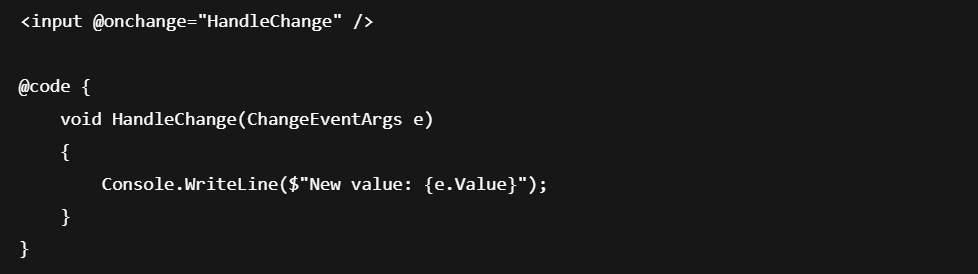 <input @onchange="HandleChange" />
@code {
    void HandleChange(ChangeEventArgs e)
    {
        Console.WriteLine($"New value: {e.Value}");
    }
}